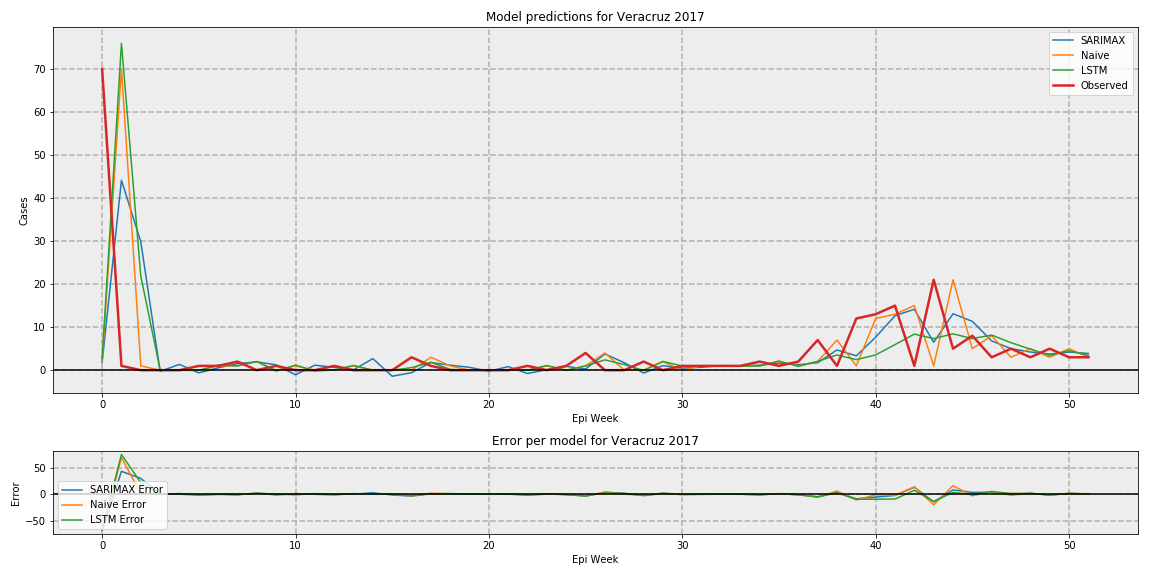 Model predictions for Veracruz 2017
SARIMAX
Naive
LSTM
Observed
Cases
70
60
50
40
30
20
10
0
0 10 20 30 40 50
Epi Week
Error per model for Veracruz 2017
SARIMAX Error
Naive Error
LSTM Error
Error
50
0
−50
0 10 20 30 40 50
Epi Week